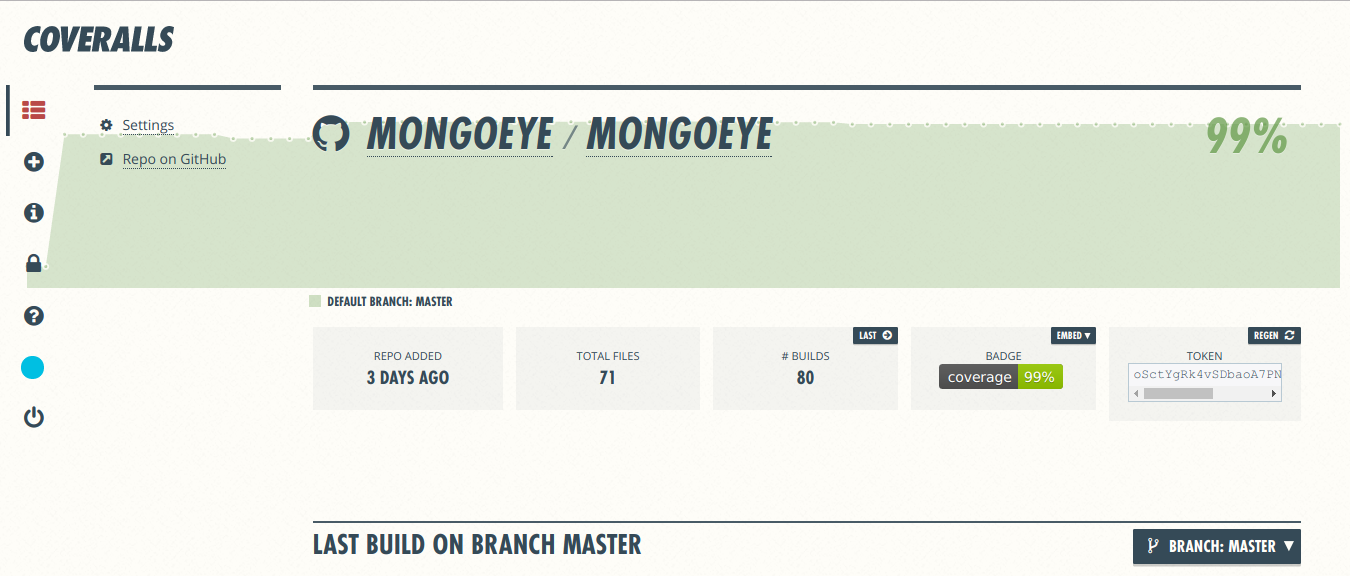 COVERALLS
Settings
Repo on GitHub
MONGOEYE / MONGOEYE
99%
DEFAULT BRANCH: MASTER
REPO ADDED
3 DAYS AGO
TOTAL FILES
71
LAST
# BUILDS
80
EMBED ▼
BADGE
coverage 99%
REGEN
TOKEN
oSctYgRk4vSDbaoA7PN
LAST BUILD ON BRANCH MASTER
BRANCH: MASTER ▼